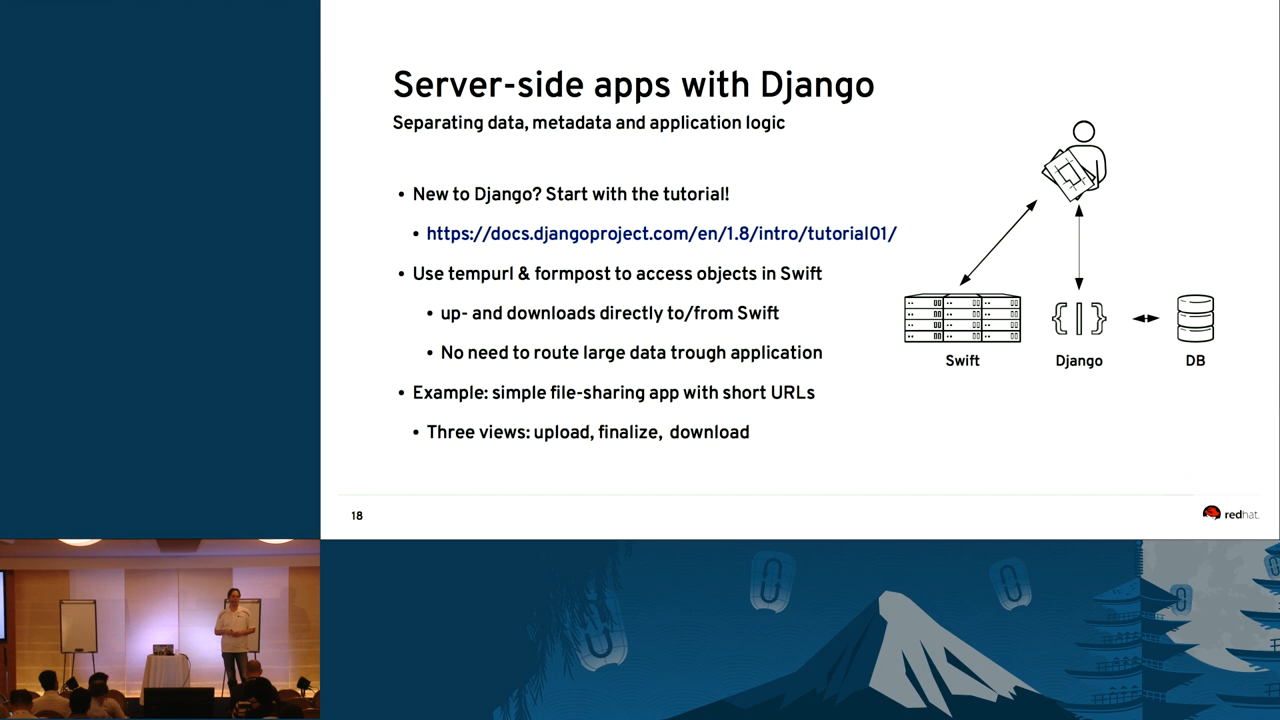 Server-side apps with Django
Separating data, metadata and application logic
• New to Django? Start with the tutorial!
• https://docs.djangoproject.com/en/1.8/intro/tutorial01/
• Use tempurl & formpost to access objects in Swift
• up- and downloads directly to/from Swift
• No need to route large data trough application
• Example: simple file-sharing app with short URLs
• Three views: upload, finalize, download
Swift
Django
DB
18
redhat.